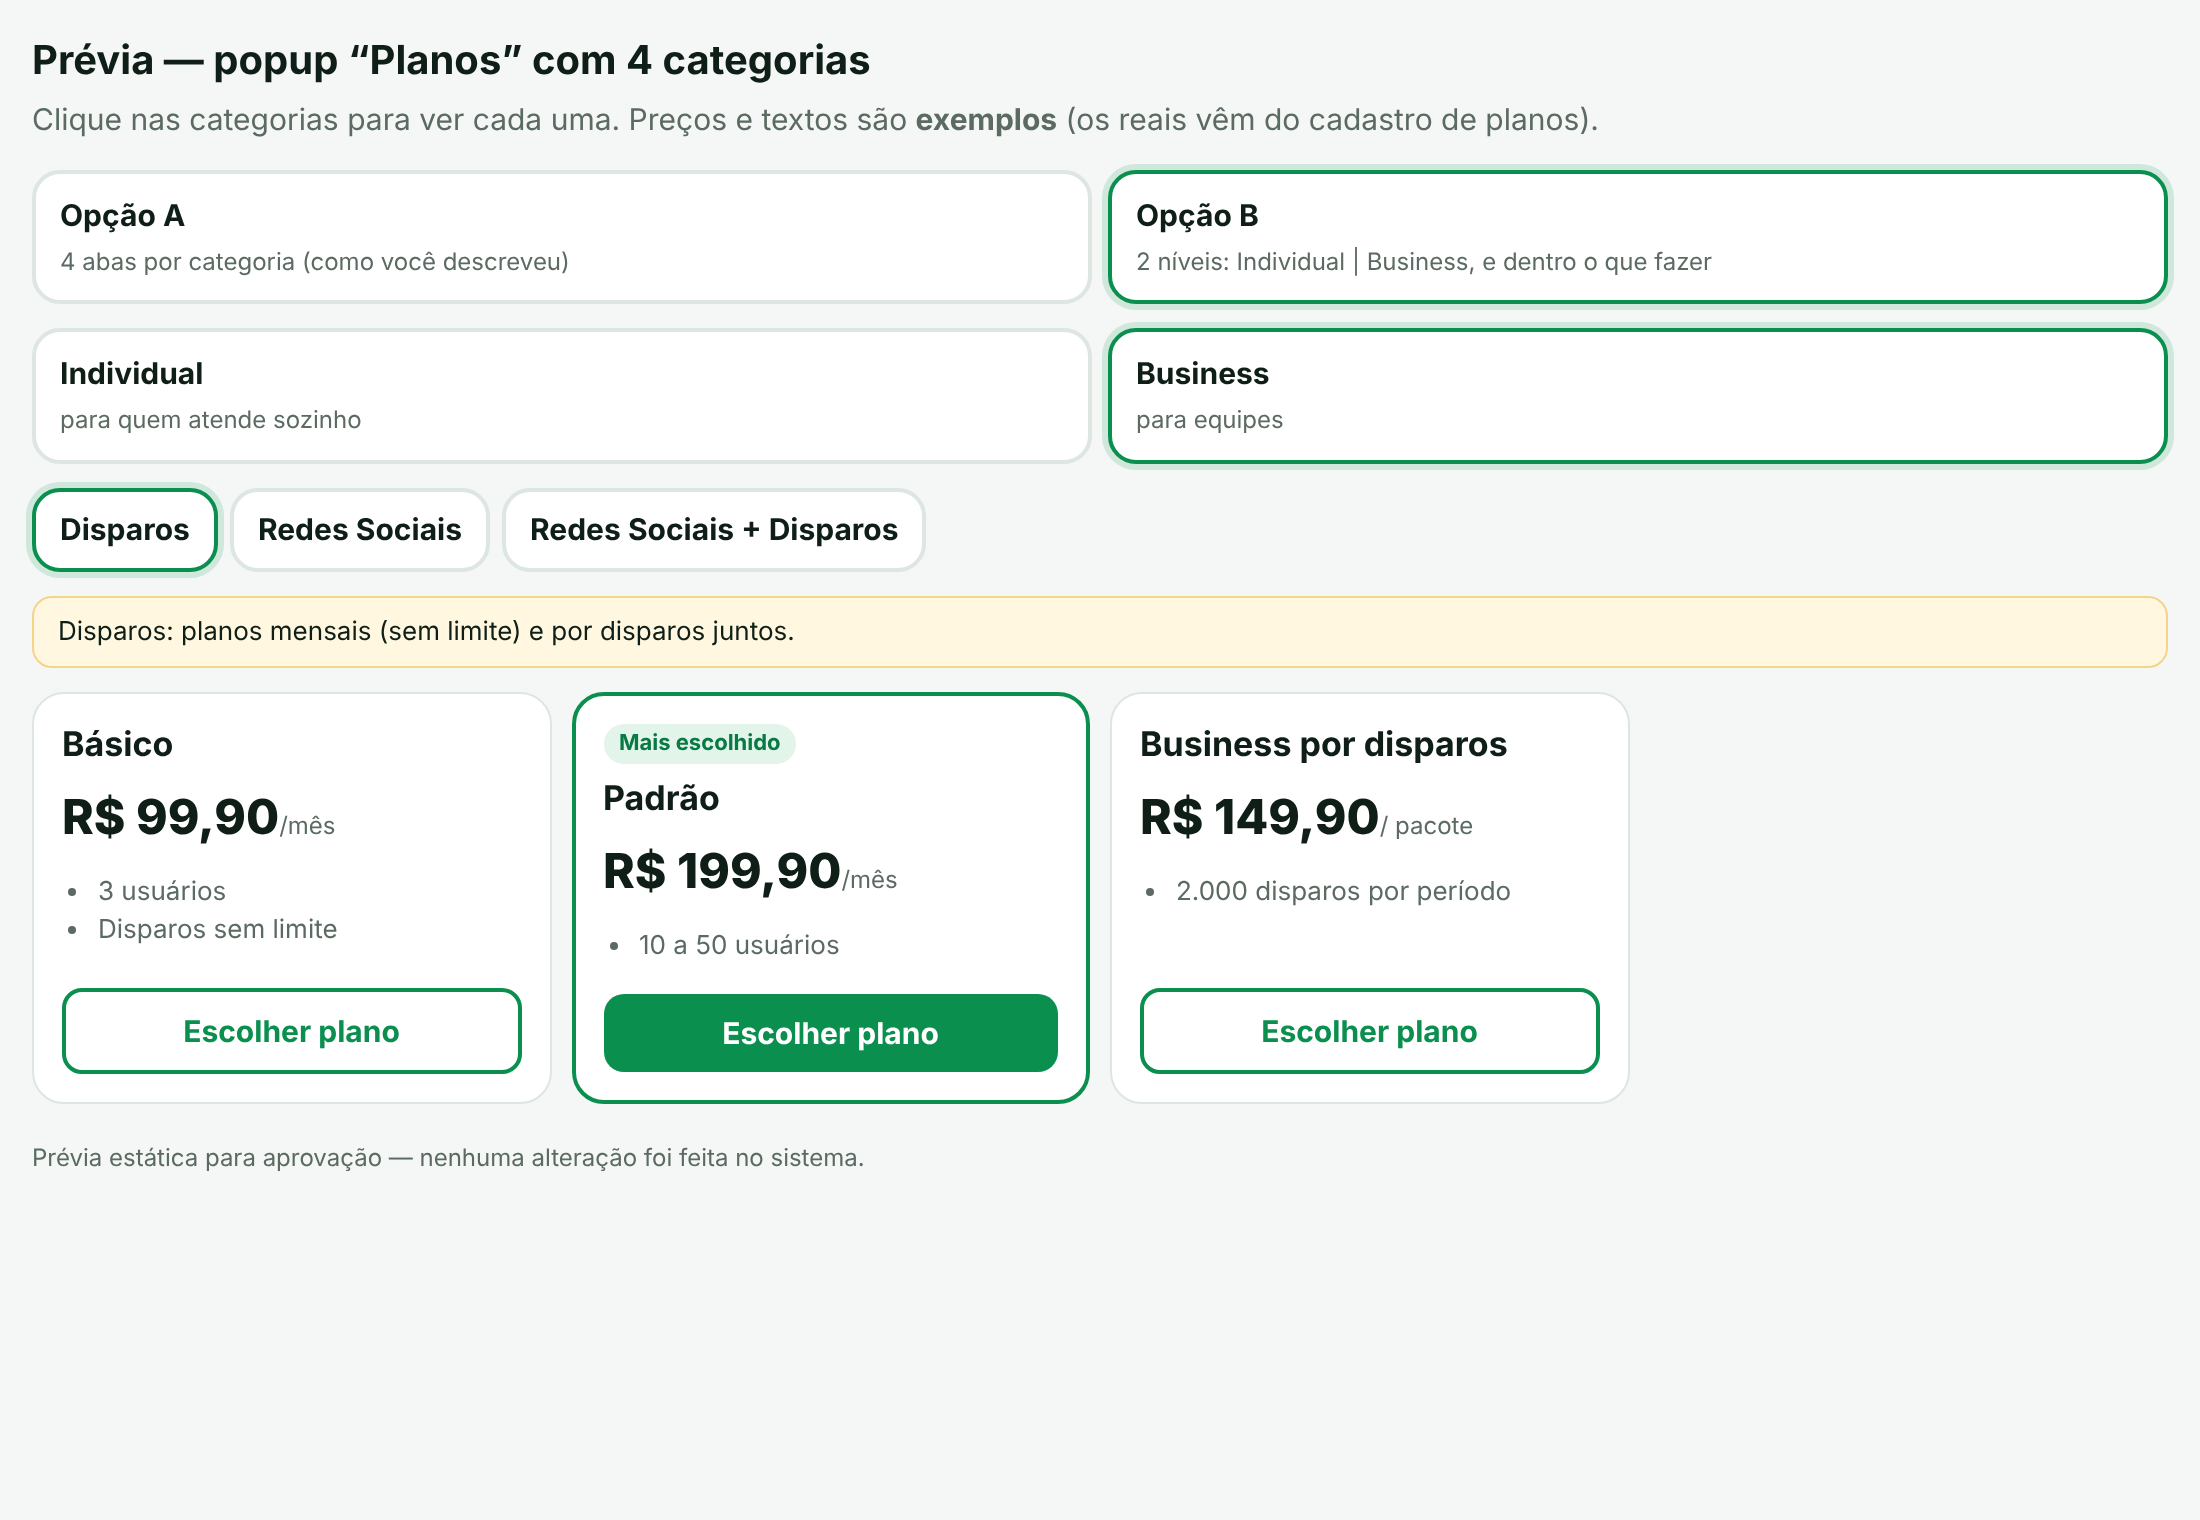 Prévia — popup “Planos” com 4 categorias
Clique nas categorias para ver cada uma. Preços e textos são exemplos (os reais vêm do cadastro de planos).
Opção A
4 abas por categoria (como você descreveu)
Opção B
2 níveis: Individual | Business, e dentro o que fazer
Individual
para quem atende sozinho
Business
para equipes
Disparos
Redes Sociais
Redes Sociais + Disparos
Disparos: planos mensais (sem limite) e por disparos juntos.
Básico
R$ 99,90/mês
• 3 usuários
• Disparos sem limite
Escolher plano
Mais escolhido
Padrão
R$ 199,90/mês
• 10 a 50 usuários
Escolher plano
Business por disparos
R$ 149,90/ pacote
• 2.000 disparos por período
Escolher plano
Prévia estática para aprovação — nenhuma alteração foi feita no sistema.